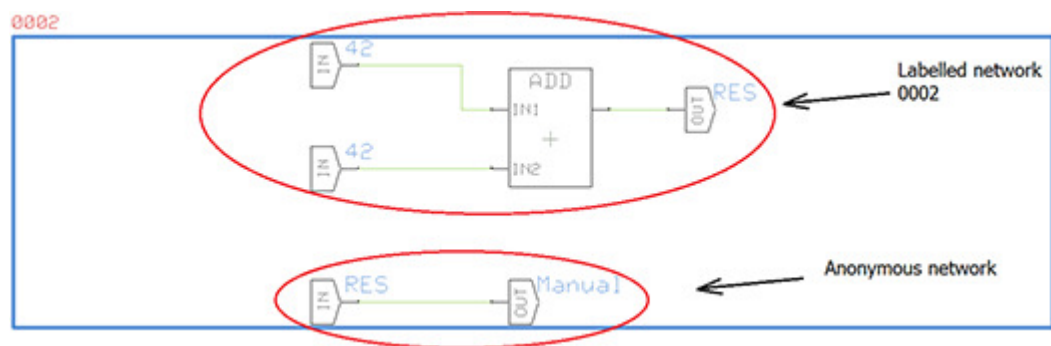 0002
IN 42
ADD
IN1
OUT RES
Labelled network
0002
IN 42
IN2
IN RES
OUT Manual
Anonymous network